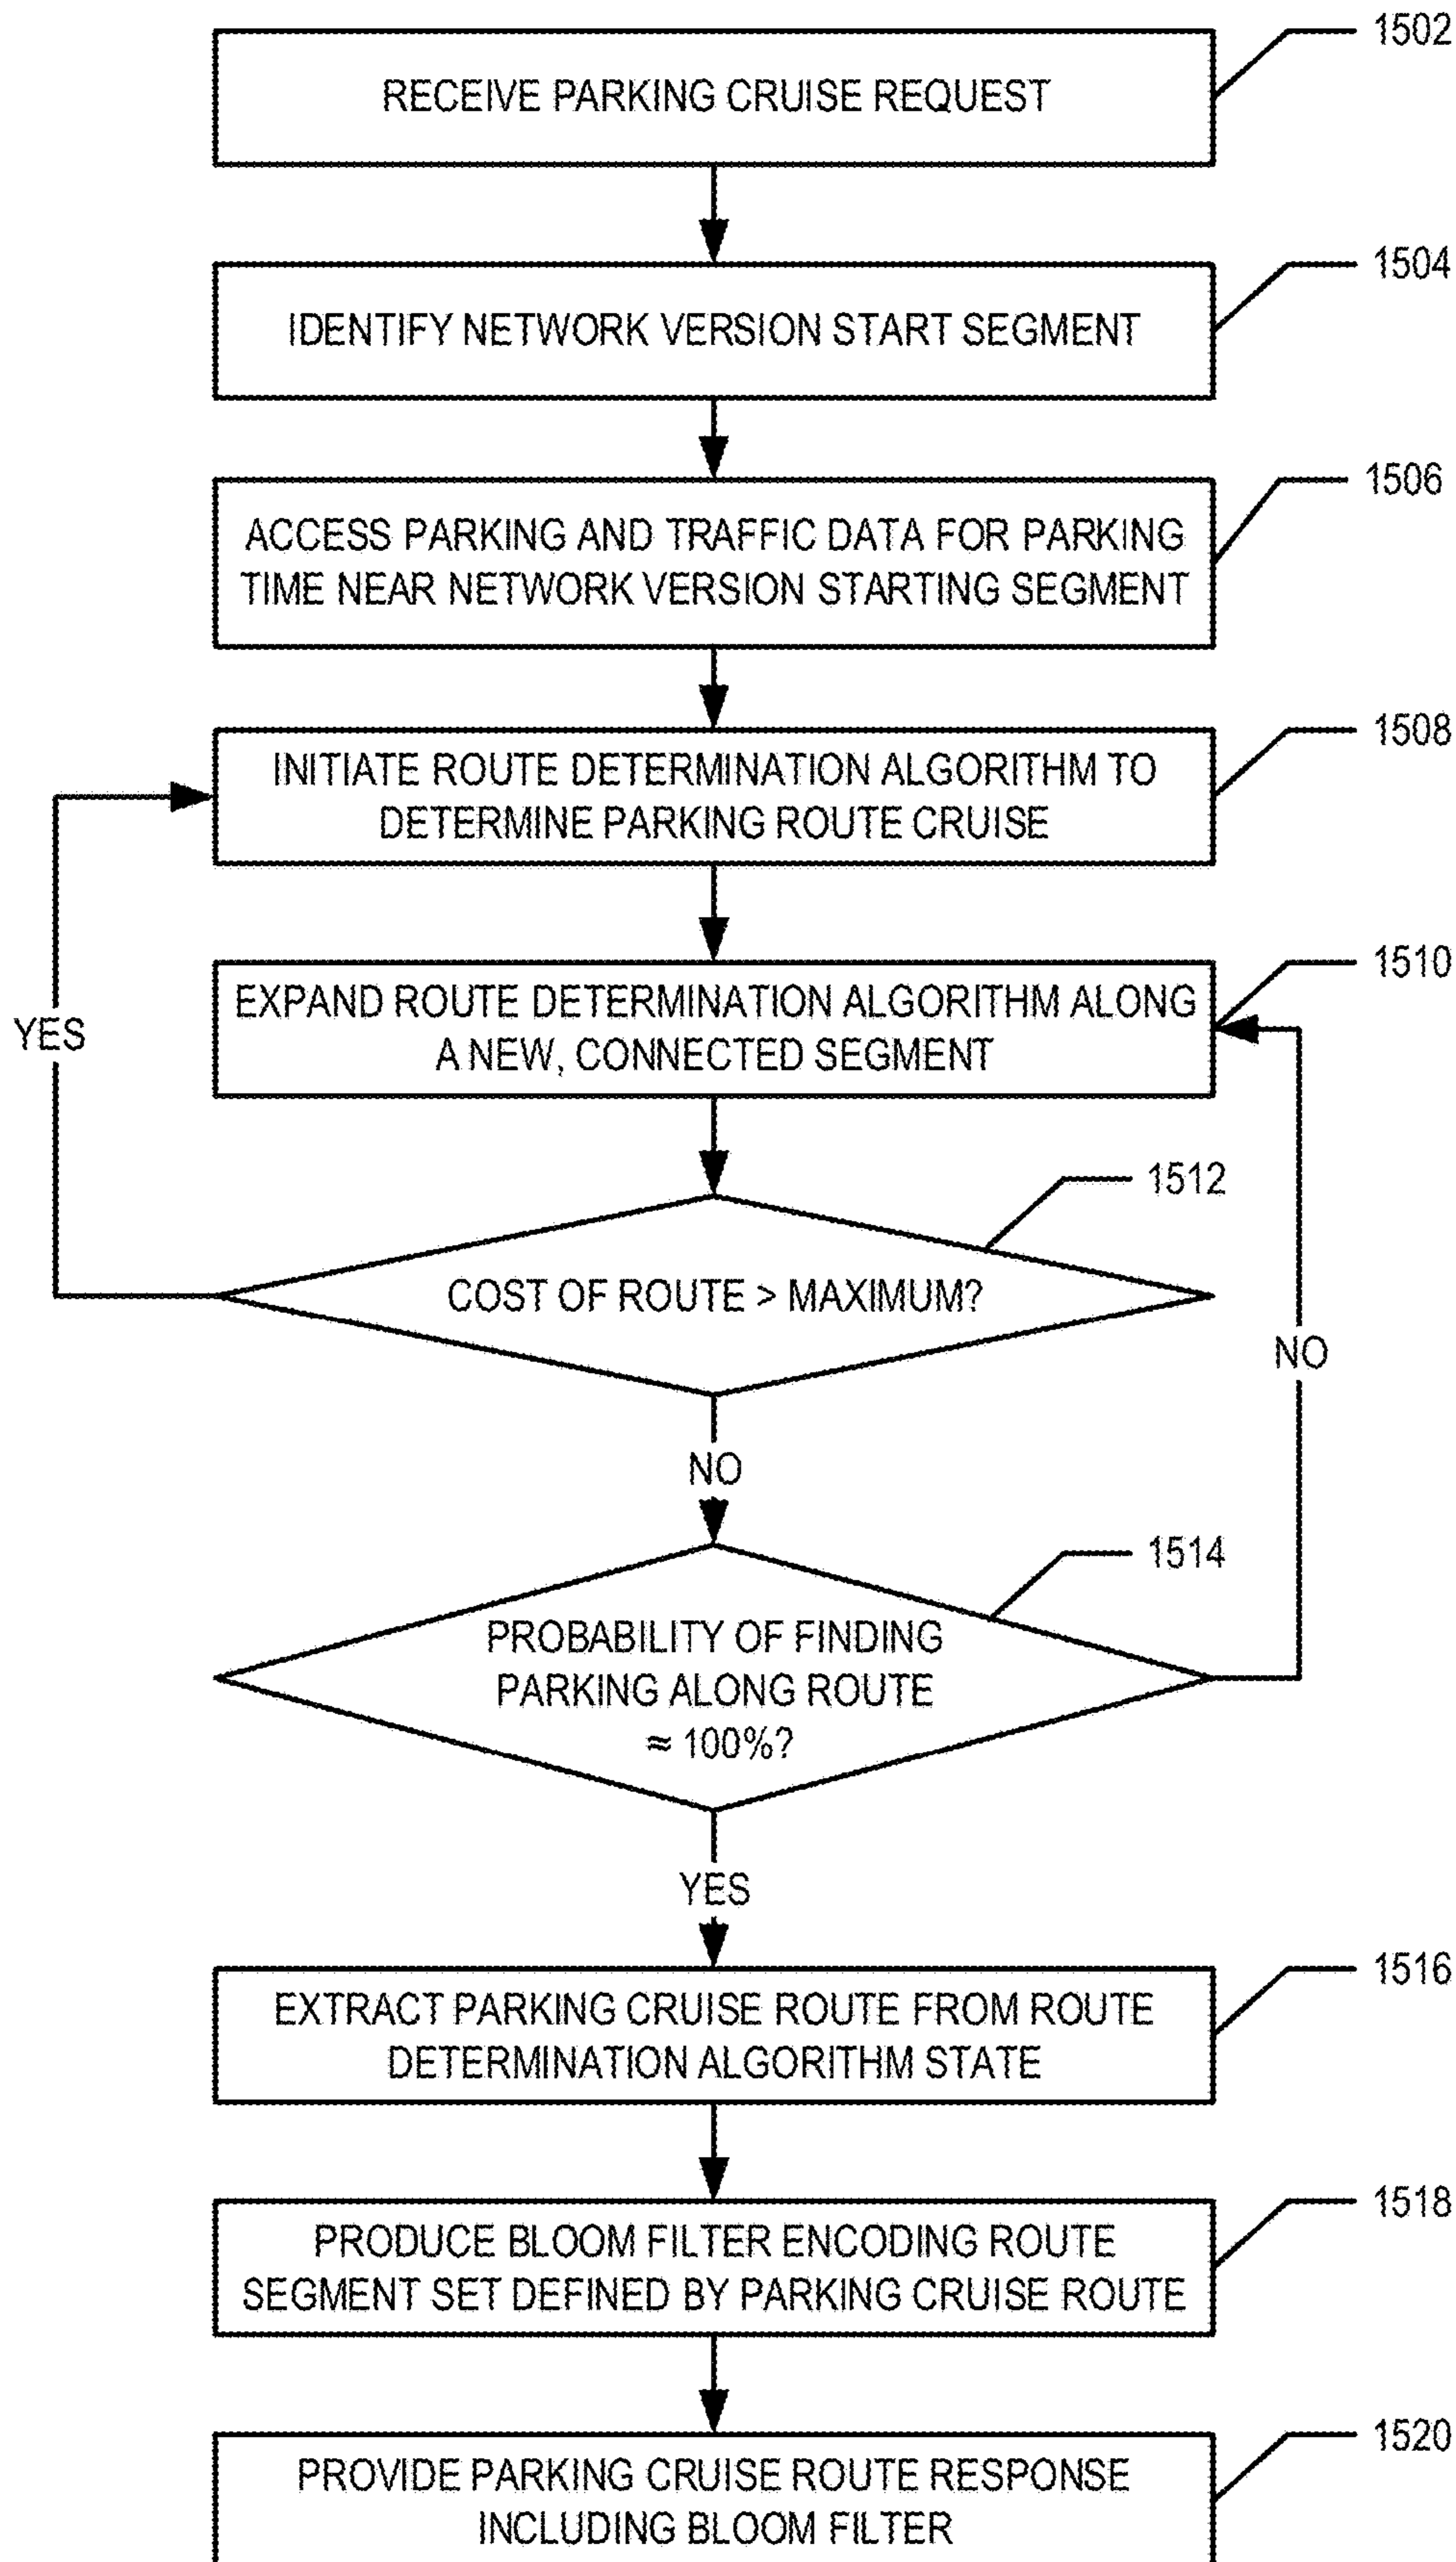 1502
RECEIVE PARKING CRUISE REQUEST
1504
IDENTIFY NETWORK VERSION START SEGMENT
1506
ACCESS PARKING AND TRAFFIC DATA FOR PARKING
TIME NEAR NETWORK VERSION STARTING SEGMENT
1508
INITIATE ROUTE DETERMINATION ALGORITHM TO
DETERMINE PARKING ROUTE CRUISE
1510
EXPAND ROUTE DETERMINATION ALGORITHM ALONG
A NEW, CONNECTED SEGMENT
YES
1512
COST OF ROUTE > MAXIMUM?
NO
NO
1514
PROBABILITY OF FINDING
PARKING ALONG ROUTE
≈ 100%?
YES
1516
EXTRACT PARKING CRUISE ROUTE FROM ROUTE
DETERMINATION ALGORITHM STATE
1518
PRODUCE BLOOM FILTER ENCODING ROUTE
SEGMENT SET DEFINED BY PARKING CRUISE ROUTE
1520
PROVIDE PARKING CRUISE ROUTE RESPONSE
INCLUDING BLOOM FILTER